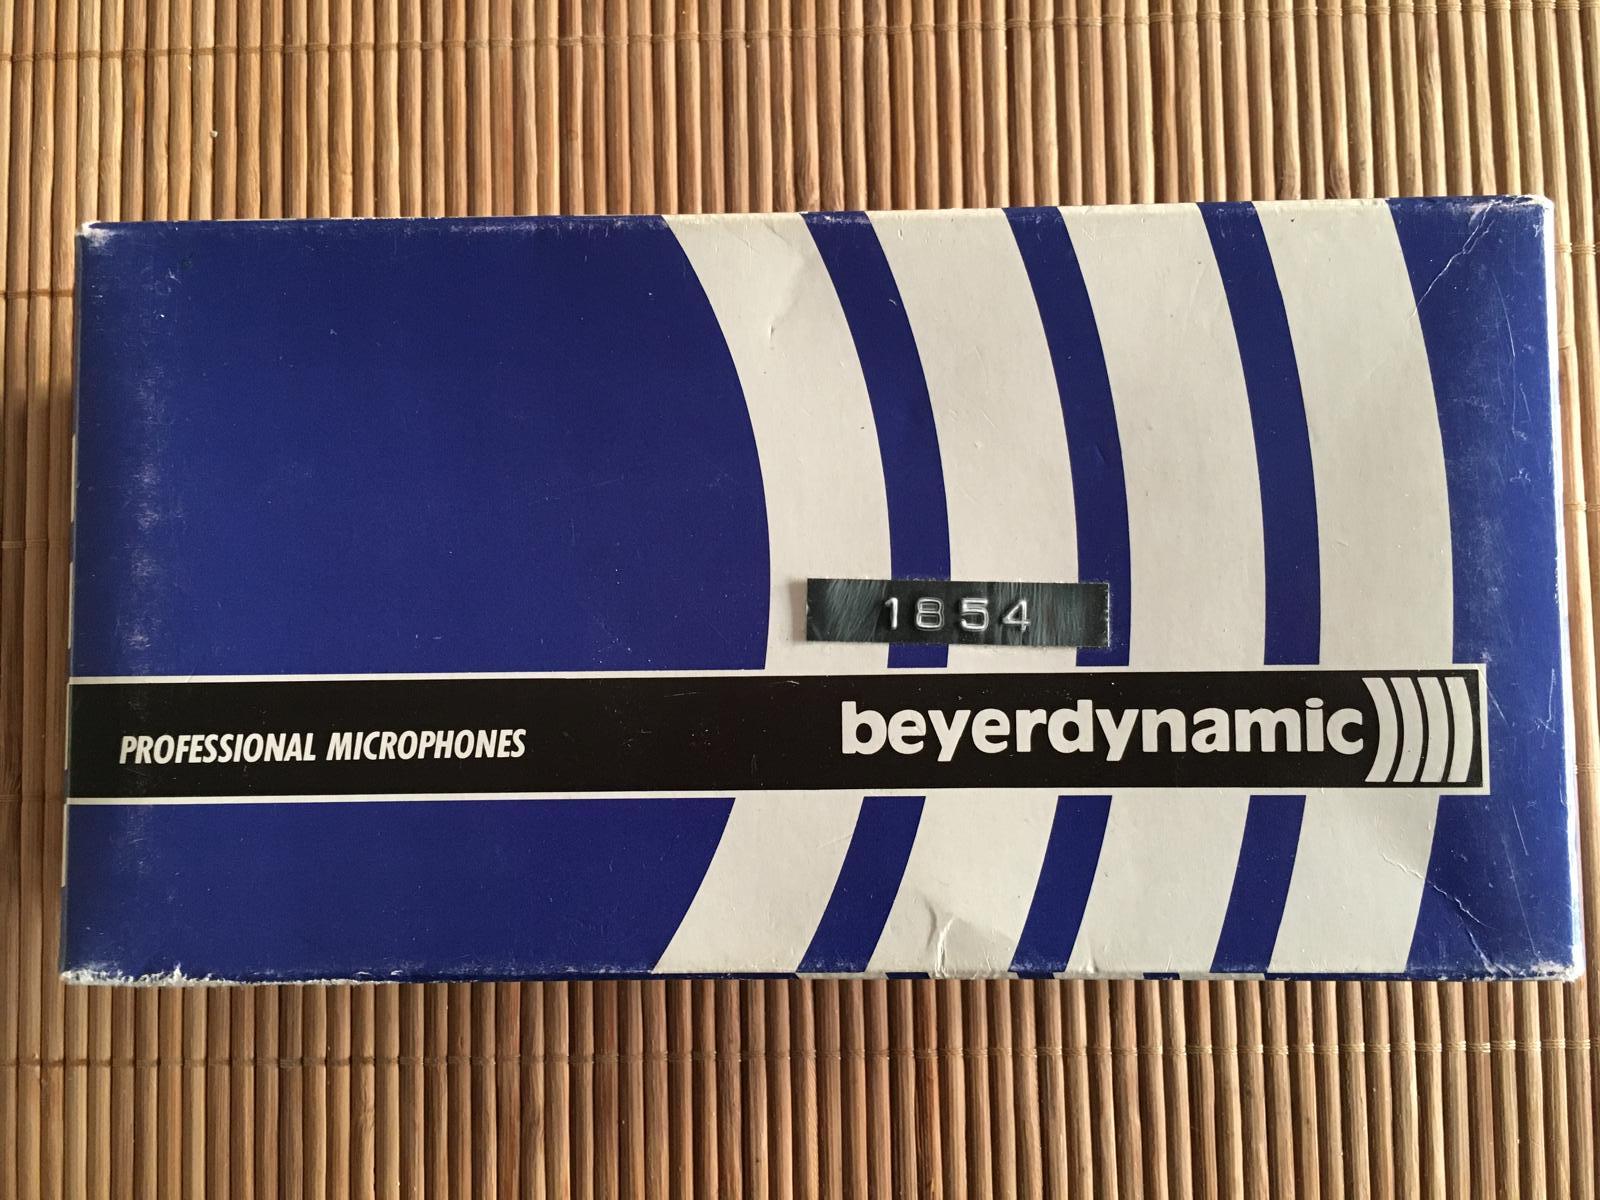 1854
PROFESSIONAL MICROPHONES
beyerdynamic